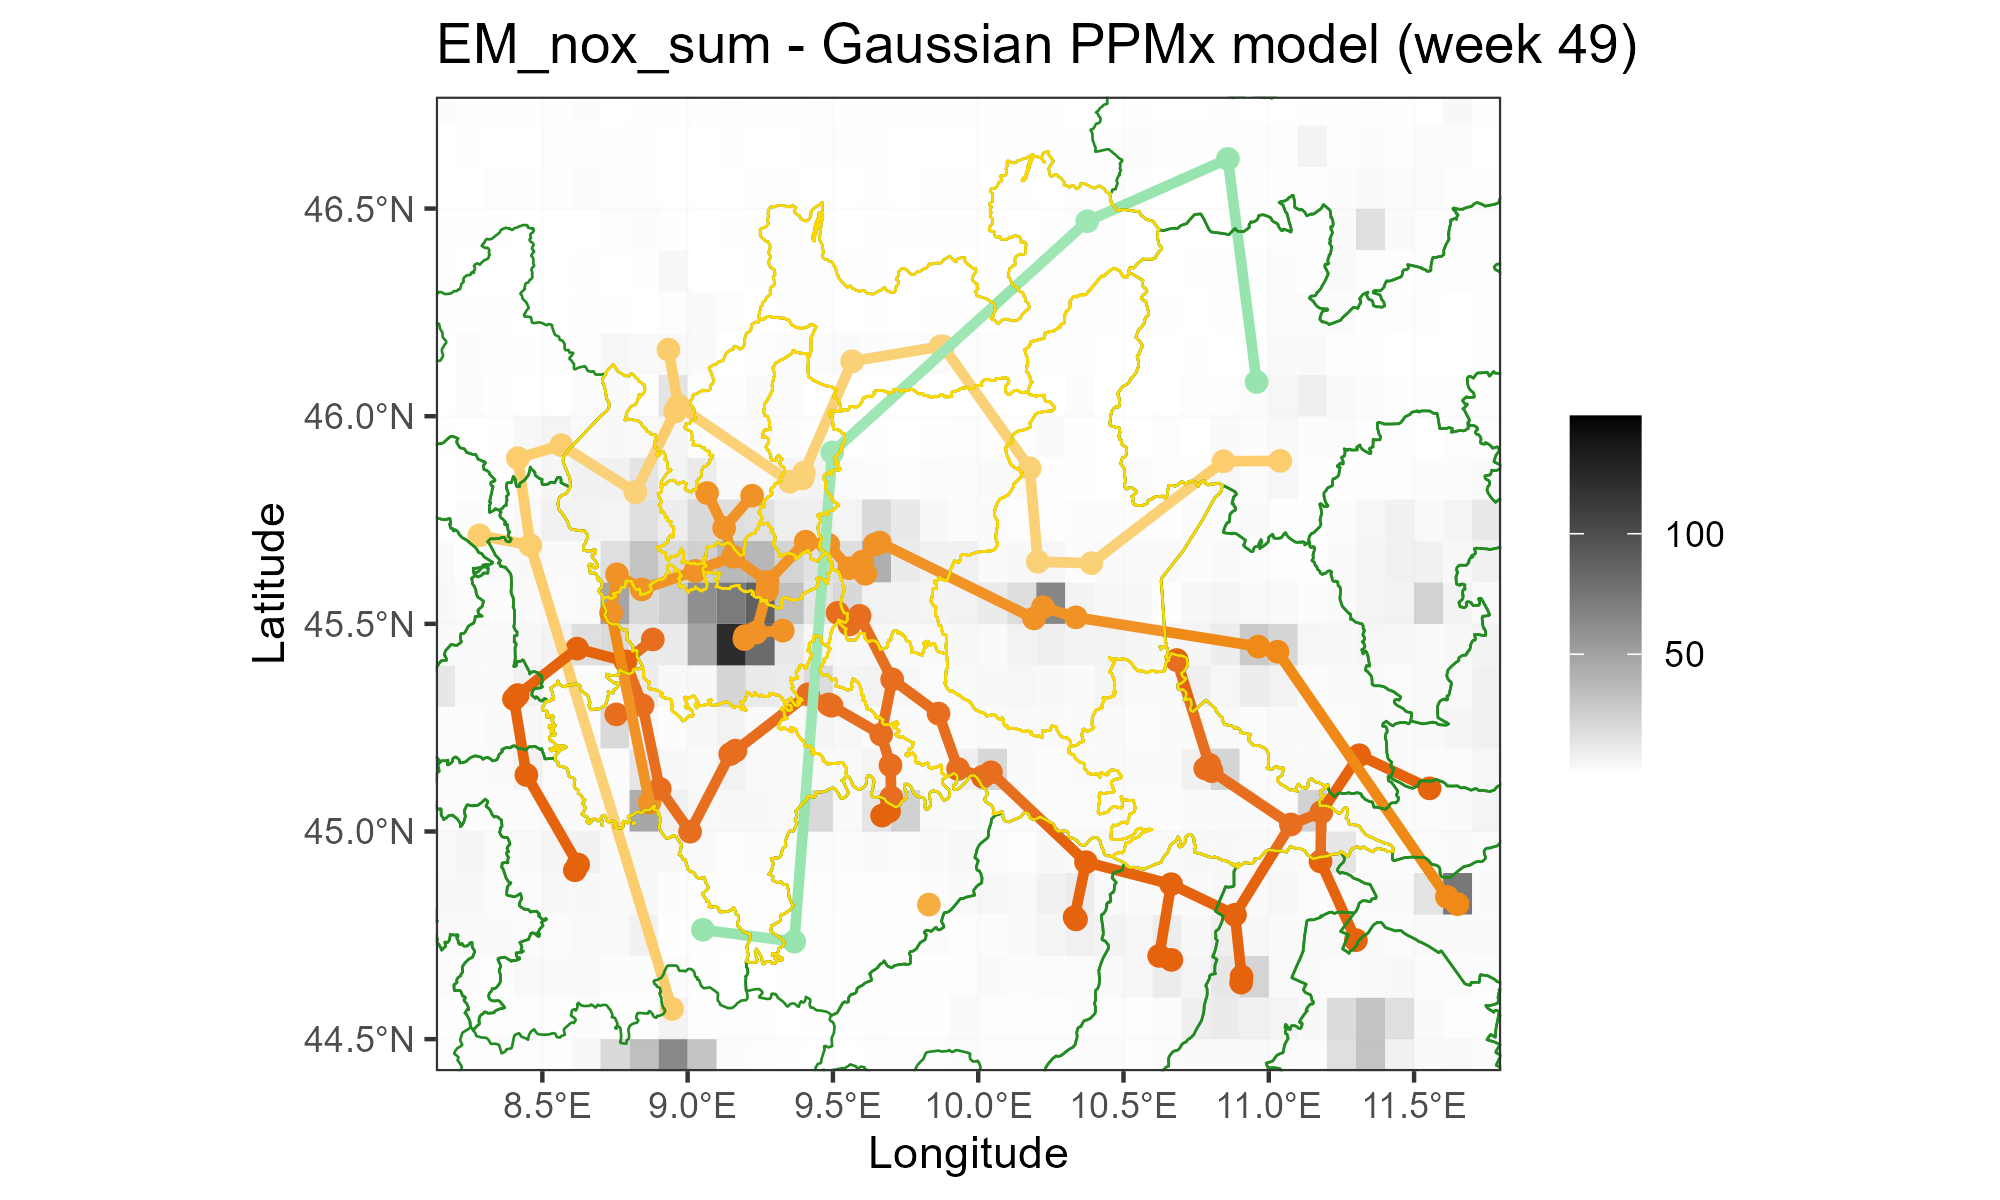 EM_nox_sum - Gaussian PPMx model (week 49)
46.5°N
46.0°N
45.5°N
45.0°N
44.5°N
Latitude
8.5°E 9.0°E 9.5°E 10.0°E 10.5°E 11.0°E 11.5°E
Longitude
100
50